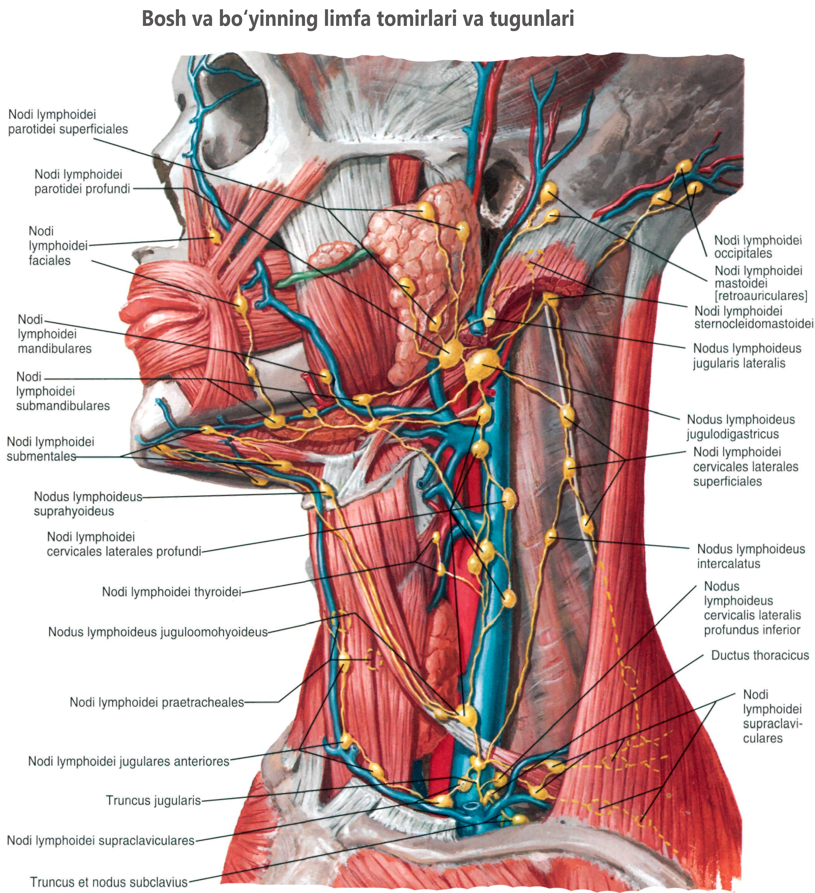 Bosh va bo‘yinning limfa tomirlari va tugunlari
Nodi lymphoidei
parotidei superficiales
Nodi lymphoidei
parotidei profundi
Nodi
lymphoidei
faciales
Nodi
lymphoidei
mandibulares
Nodi
lymphoidei
submandibulares
Nodi lymphoidei
submentales
Nodus lymphoideus
suprahyoideus
Nodi lymphoidei
cervicales laterales profundi
Nodi lymphoidei thyroidei
Nodus lymphoideus juguloomohyoideus
Nodi lymphoidei praetracheales
Nodi lymphoidei jugulares anteriores
Truncus jugularis
Nodi lymphoidei supraclaviculares
Truncus et nodus subclavius
Nodi lymphoidei
occipitales
Nodi lymphoidei
mastoidei
[retroauriculares]
Nodi lymphoidei
sternocleidomastoidei
Nodus lymphoideus
jugularis lateralis
Nodus lymphoideus
jugulodigastricus
Nodi lymphoidei
cervicales laterales
superficiales
Nodus lymphoideus
intercalatus
Nodus
lymphoideus
cervicalis lateralis
profundus inferior
Ductus thoracicus
Nodi
lymphoidei
supraclavi-
culares